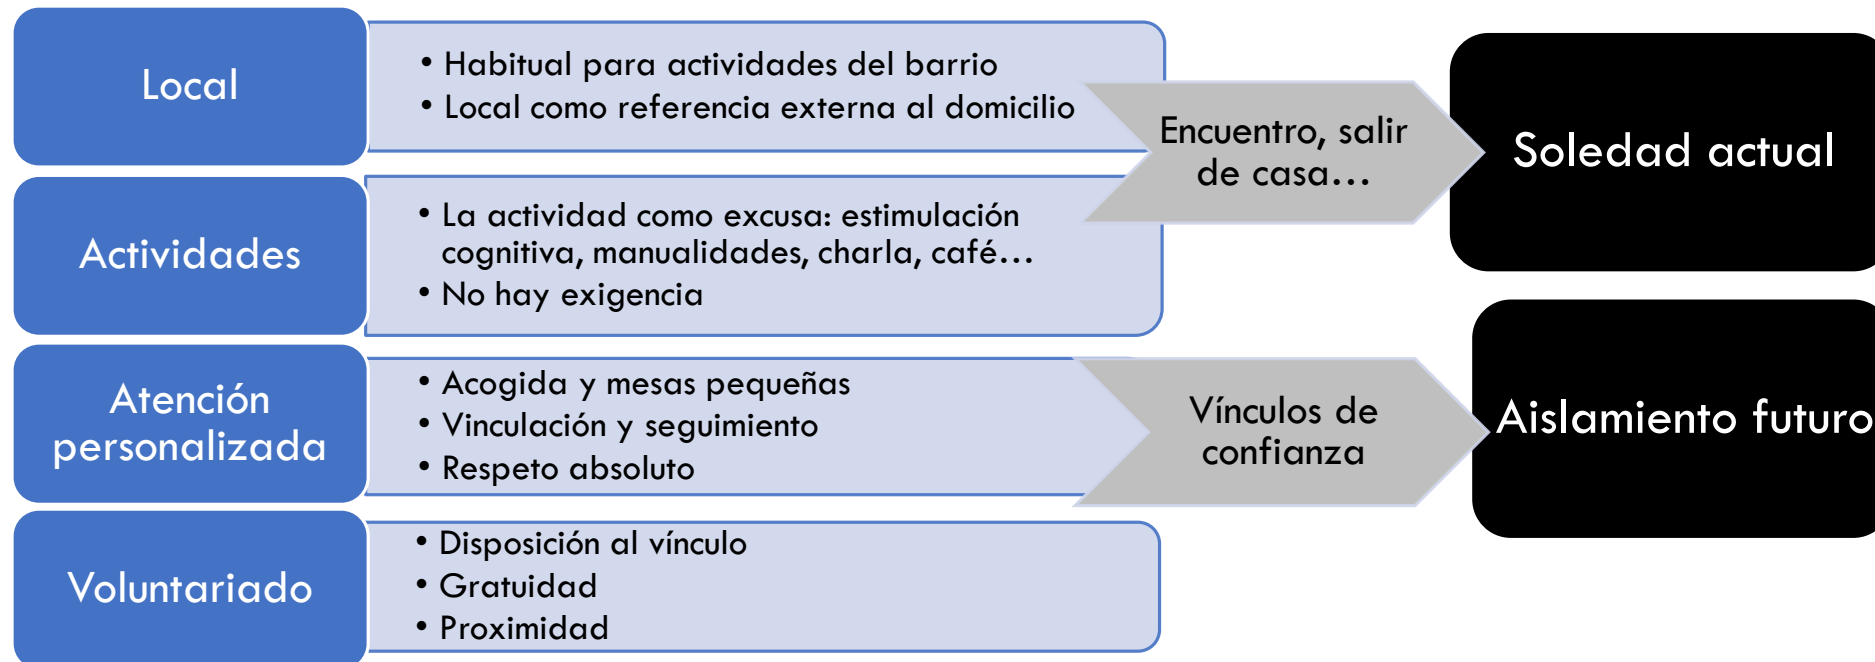 Local
• Habitual para actividades del barrio
• Local como referencia externa al domicilio
Actividades
• La actividad como excusa: estimulación
cognitiva, manualidades, charla, café…
• No hay exigencia
Encuentro, salir
de casa…
Soledad actual
Atención
personalizada
• Acogida y mesas pequeñas
• Vinculación y seguimiento
• Respeto absoluto
Vínculos de
confianza
Aislamiento futuro
Voluntariado
• Disposición al vínculo
• Gratuidad
• Proximidad